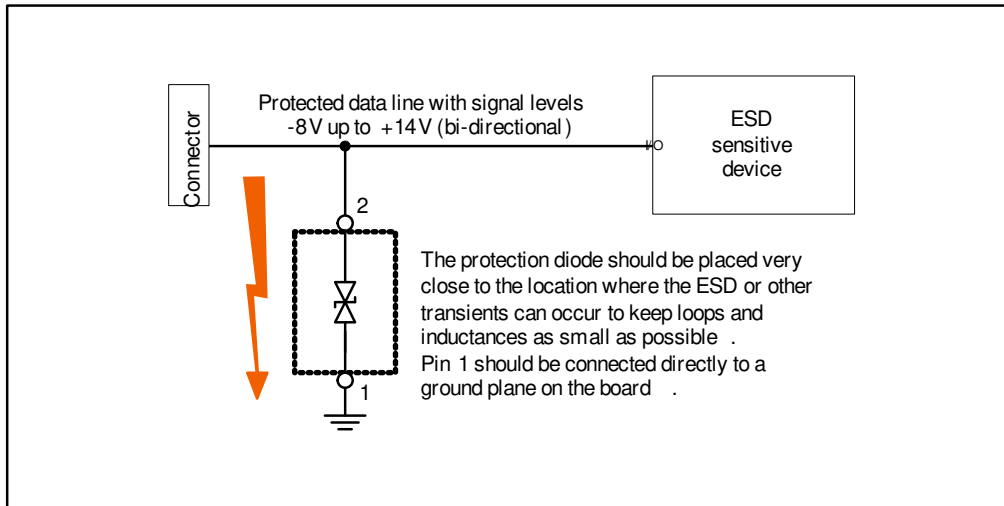 Connector
Protected data line with signal levels
-8V up to +14V (bi-directional)
I/O
ESD
sensitive
device
2
The protection diode should be placed very
close to the location where the ESD or other
transients can occur to keep loops and
inductances as small as possible .
Pin 1 should be connected directly to a
ground plane on the board .
1